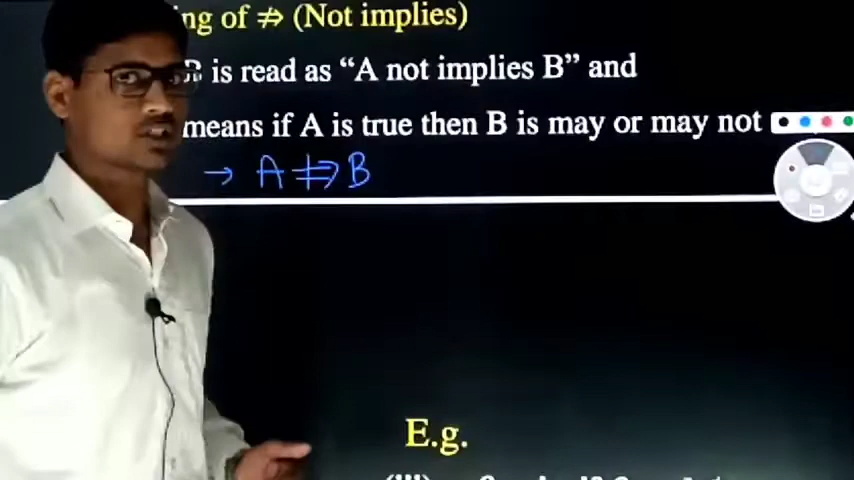 ng of ⇏ (Not implies)
B is read as “A not implies B” and
means if A is true then B is may or may not
→ A ⇏ B
E.g.